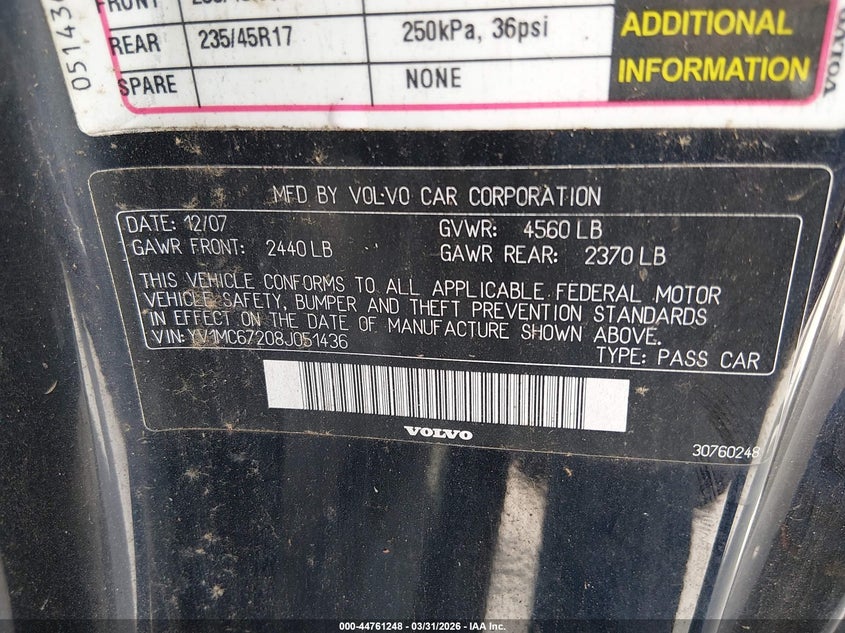 FRONT
REAR 235/45R17 250kPa, 36psi
SPARE NONE
ADDITIONAL
INFORMATION
05143
MFD BY VOLVO CAR CORPORATION
DATE: 12/07 GVWR: 4560 LB
GAWR FRONT: 2440 LB GAWR REAR: 2370 LB
THIS VEHICLE CONFORMS TO ALL APPLICABLE FEDERAL MOTOR
VEHICLE SAFETY, BUMPER AND THEFT PREVENTION STANDARDS
IN EFFECT ON THE DATE OF MANUFACTURE SHOWN ABOVE.
VIN: YV1MC67208J051436
TYPE: PASS CAR
VOLVO
30760248
000-44761248 - 03/31/2026 - IAA Inc.